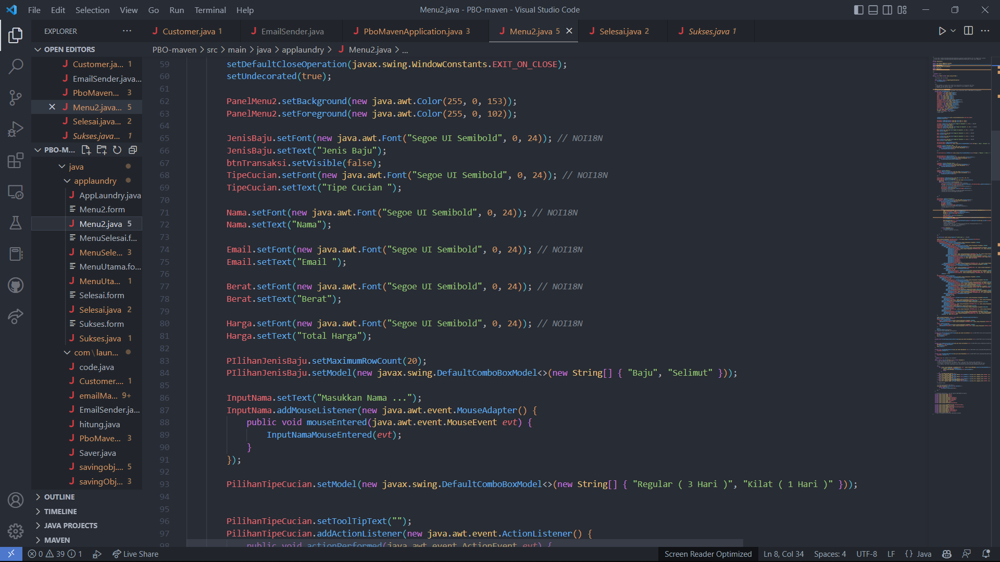 File Edit Selection View Go Run Terminal Help
Menu2.java - PBO-maven - Visual Studio Code
EXPLORER ...
Customer.java 1
EmailSender.java
PboMavenApplication.java 3
Menu2.java 5
Selesai.java 2
Sukses.java 1
OPEN EDITORS
Customer.ja... 1
EmailSender.java...
PboMaven... 3
Menu2.java... 5
Selesai.java... 2
Sukses.java... 1
PBO-M...
java
applaundry
AppLaundry.java
Menu2.form
Menu2.java 5
MenuSelesai.f...
MenuSele... 3
MenuUtama.fo...
MenuUta... 1
Selesai.form
Selesai.java 2
Sukses.form
Sukses.java 1
com\laun...
code.java
Customer.... 1
emailMa... 9+
EmailSender.ja...
hitung.java
PboMave... 3
Saver.java
savingobj.... 5
savingObj... 3
OUTLINE
TIMELINE
JAVA PROJECTS
MAVEN
PBO-maven > src > main > java > applaundry > Menu2.java > ...
59 setDefaultCloseOperation(javax.swing.WindowConstants.EXIT_ON_CLOSE);
60 setUndecorated(true);
61
62 PanelMenu2.setBackground(new java.awt.Color(255, 0, 153));
63 PanelMenu2.setForeground(new java.awt.Color(255, 0, 102));
64
65 JenisBaju.setFont(new java.awt.Font("Segoe UI Semibold", 0, 24)); // NOI18N
66 JenisBaju.setText("Jenis Baju");
67 btnTransaksi.setVisible(false);
68 TipeCucian.setFont(new java.awt.Font("Segoe UI Semibold", 0, 24)); // NOI18N
69 TipeCucian.setText("Tipe Cucian ");
70
71 Nama.setFont(new java.awt.Font("Segoe UI Semibold", 0, 24)); // NOI18N
72 Nama.setText("Nama");
73
74 Email.setFont(new java.awt.Font("Segoe UI Semibold", 0, 24)); // NOI18N
75 Email.setText("Email ");
76
77 Berat.setFont(new java.awt.Font("Segoe UI Semibold", 0, 24)); // NOI18N
78 Berat.setText("Berat");
79
80 Harga.setFont(new java.awt.Font("Segoe UI Semibold", 0, 24)); // NOI18N
81 Harga.setText("Total Harga");
82
83 PIlihanJenisBaju.setMaximumRowCount(20);
84 PIlihanJenisBaju.setModel(new javax.swing.DefaultComboBoxModel<>(new String[] { "Baju", "Selimut" }));
85
86 InputNama.setText("Masukkan Nama ...");
87 InputNama.addMouseListener(new java.awt.event.MouseAdapter() {
88 public void mouseEntered(java.awt.event.MouseEvent evt) {
89 InputNamaMouseEntered(evt);
90 }
91 });
92
93 PilihanTipeCucian.setModel(new javax.swing.DefaultComboBoxModel<>(new String[] { "Regular ( 3 Hari )", "Kilat ( 1 Hari )" }));
94
95
96 PilihanTipeCucian.setToolTipText("");
97 PilihanTipeCucian.addActionListener(new java.awt.event.ActionListener() {
98 public void actionPerformed(java.awt.event.ActionEvent evt) {
0 39 1
Live Share
Screen Reader Optimized Ln 8, Col 34 Spaces: 4 UTF-8 LF {} Java